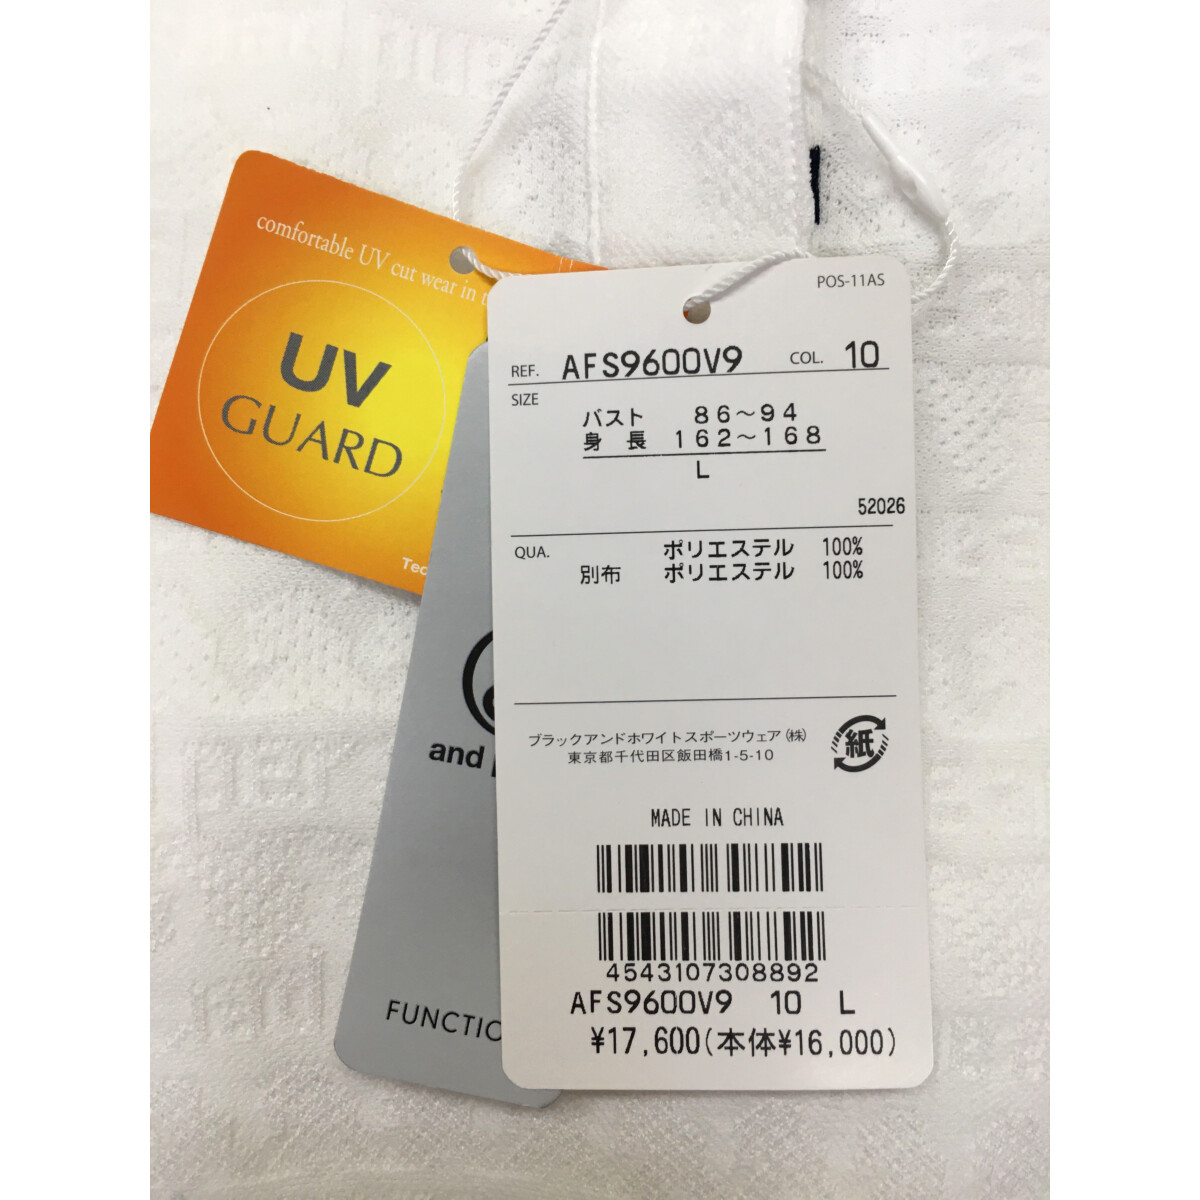 comfortable UV cut wear in
UV
GUARD
and
FUNCTIO
POS-11AS
REF. AFS9600V9 COL. 10
SIZE
バスト 86～94
身長 162～168
L
52026
QUA. ポリエステル 100%
別布 ポリエステル 100%
ブラックアンドホワイトスポーツウェア(株)
東京都千代田区飯田橋1-5-10
紙
MADE IN CHINA
4543107308892
AFS9600V9 10 L
¥17,600(本体¥16,000)